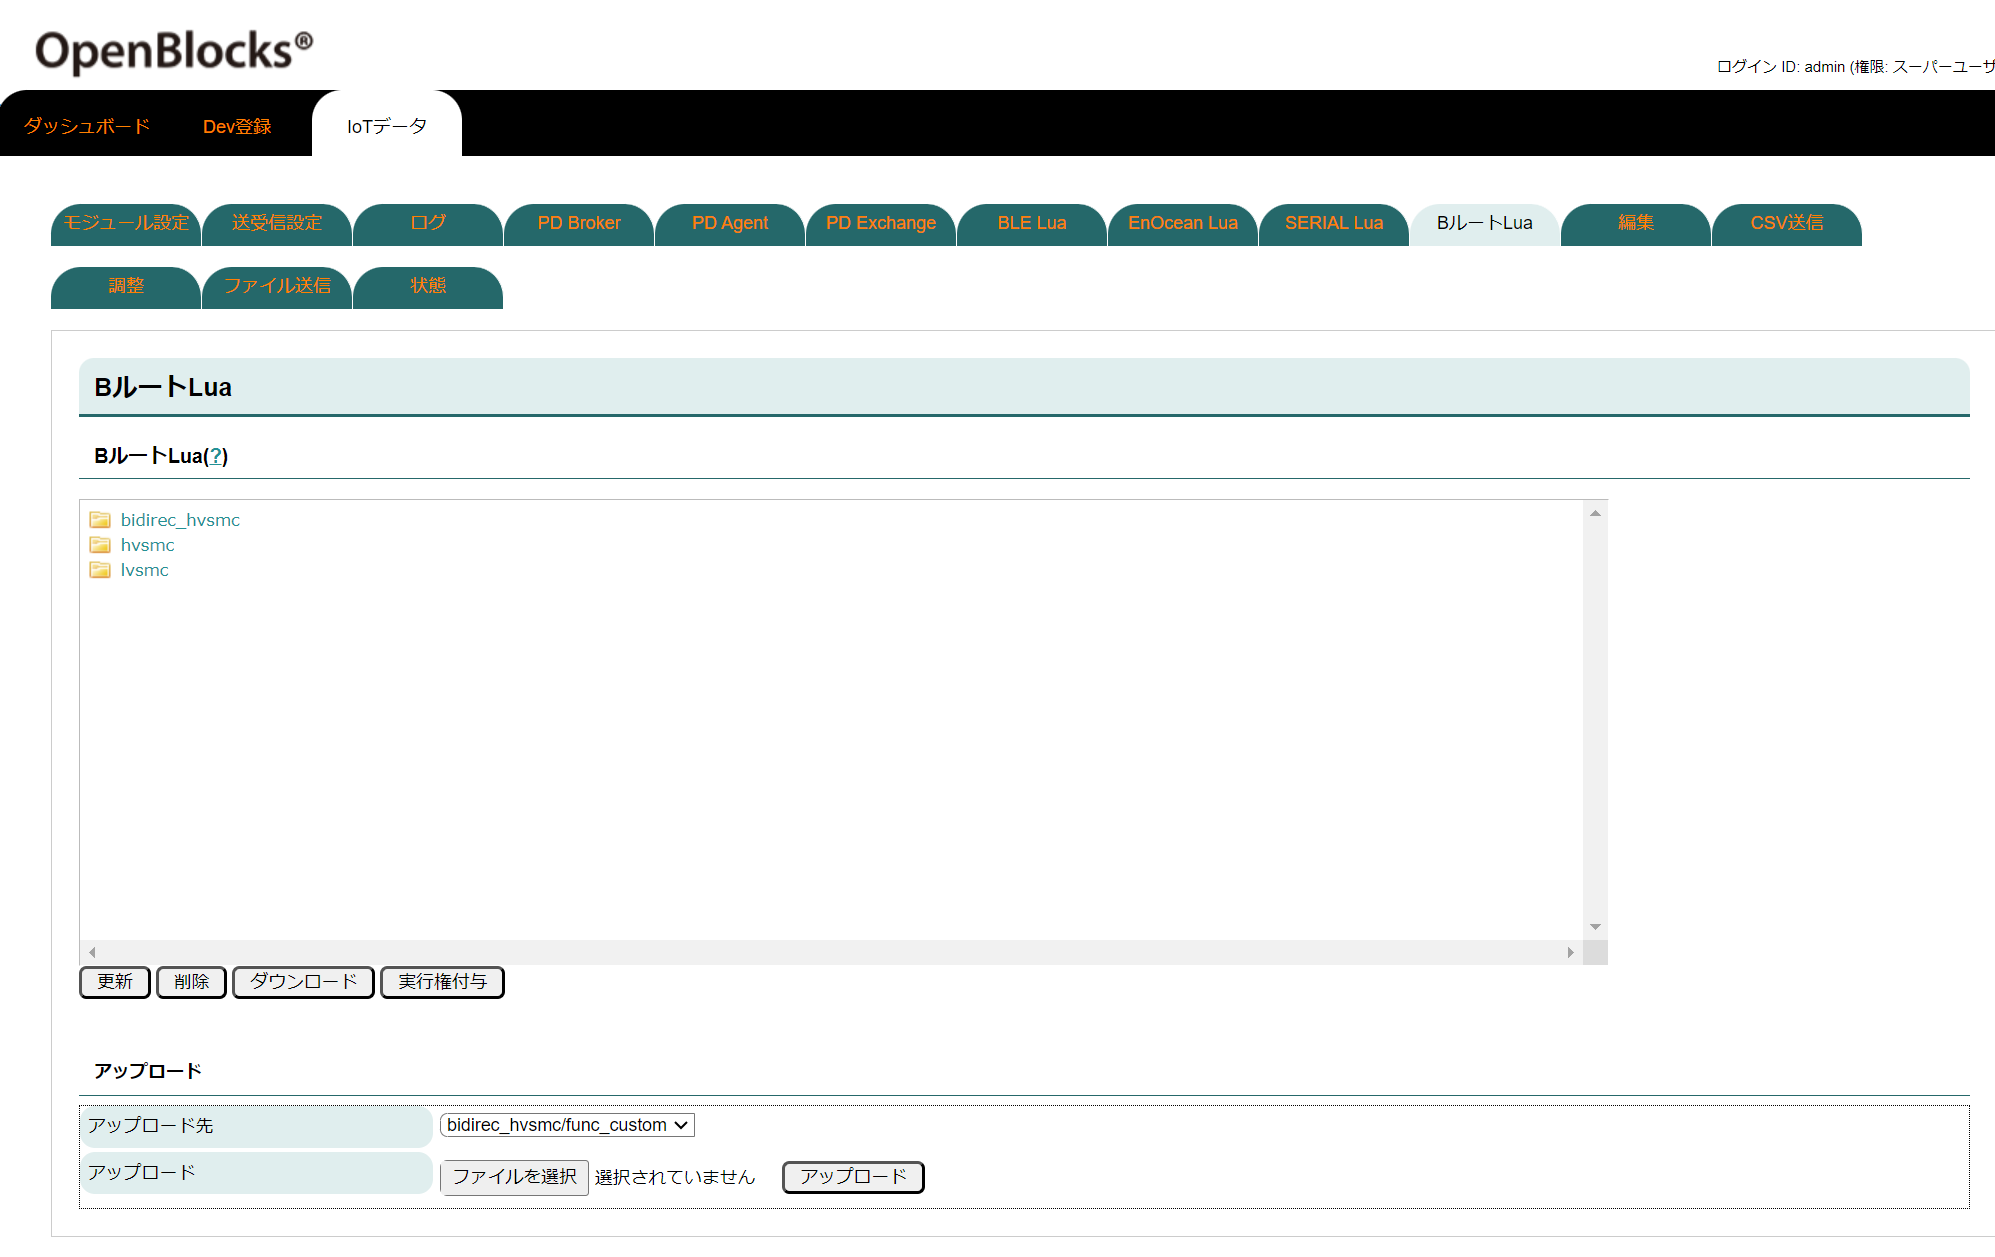 OpenBlocks®
ログイン ID: admin (権限: スーパーユーザ
ダッシュボード Dev登録 IoTデータ
モジュール設定 送受信設定 ログ PD Broker PD Agent PD Exchange BLE Lua EnOcean Lua SERIAL Lua BルートLua 編集 CSV送信
調整 ファイル送信 状態
BルートLua
BルートLua(?)
bidirec_hvsmc
hvsmc
lvsmc
更新 削除 ダウンロード 実行権付与
アップロード
アップロード先 bidirec_hvsmc/func_custom
アップロード ファイルを選択 選択されていません アップロード